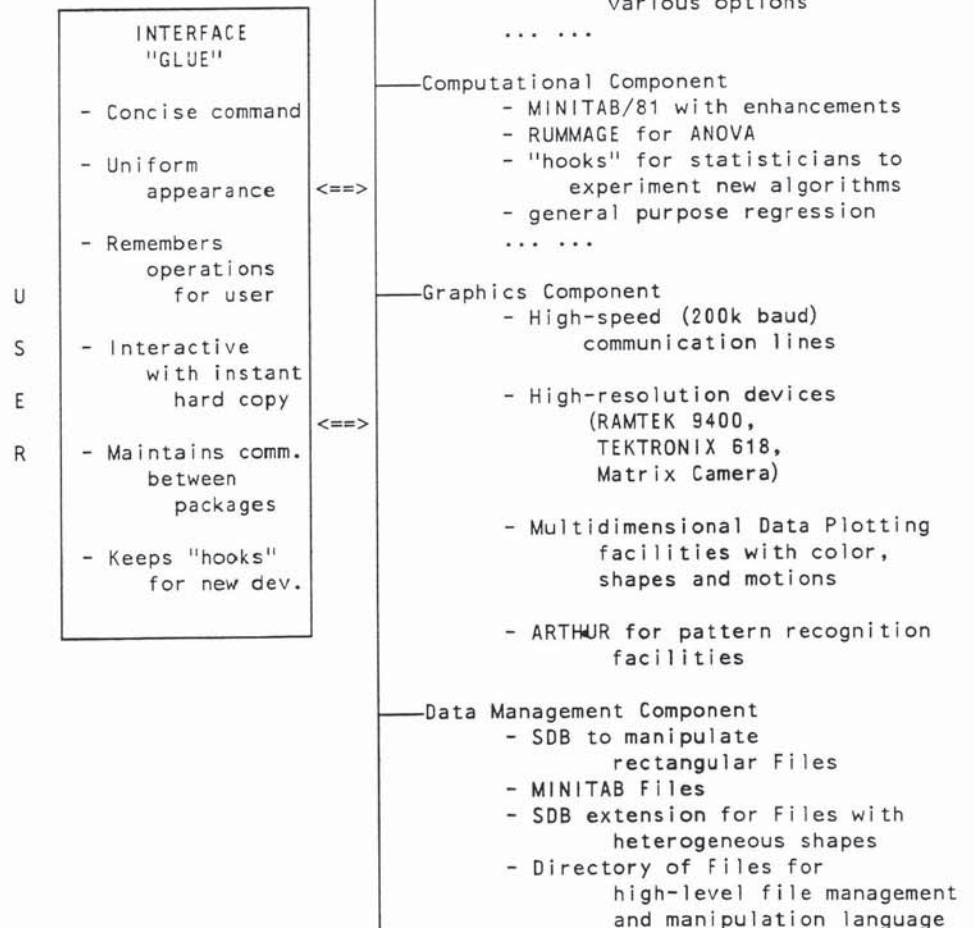 U
S
E
R
INTERFACE
"GLUE"
- Concise command
- Uniform
appearance
- Remembers
operations
for user
- Interactive
with instant
hard copy
- Maintains comm.
between
packages
- Keeps "hooks"
for new dev.
<==>
<==>
various options
... ...
Computational Component
- MINITAB/81 with enhancements
- RUMMAGE for ANOVA
- "hooks" for statisticians to
experiment new algorithms
- general purpose regression
... ...
Graphics Component
- High-speed (200k baud)
communication lines
- High-resolution devices
(RAMTEK 9400,
TEKTRONIX 618,
Matrix Camera)
- Multidimensional Data Plotting
facilities with color,
shapes and motions
- ARTHUR for pattern recognition
facilities
Data Management Component
- SDB to manipulate
rectangular Files
- MINITAB Files
- SDB extension for Files with
heterogeneous shapes
- Directory of Files for
high-level file management
and manipulation language